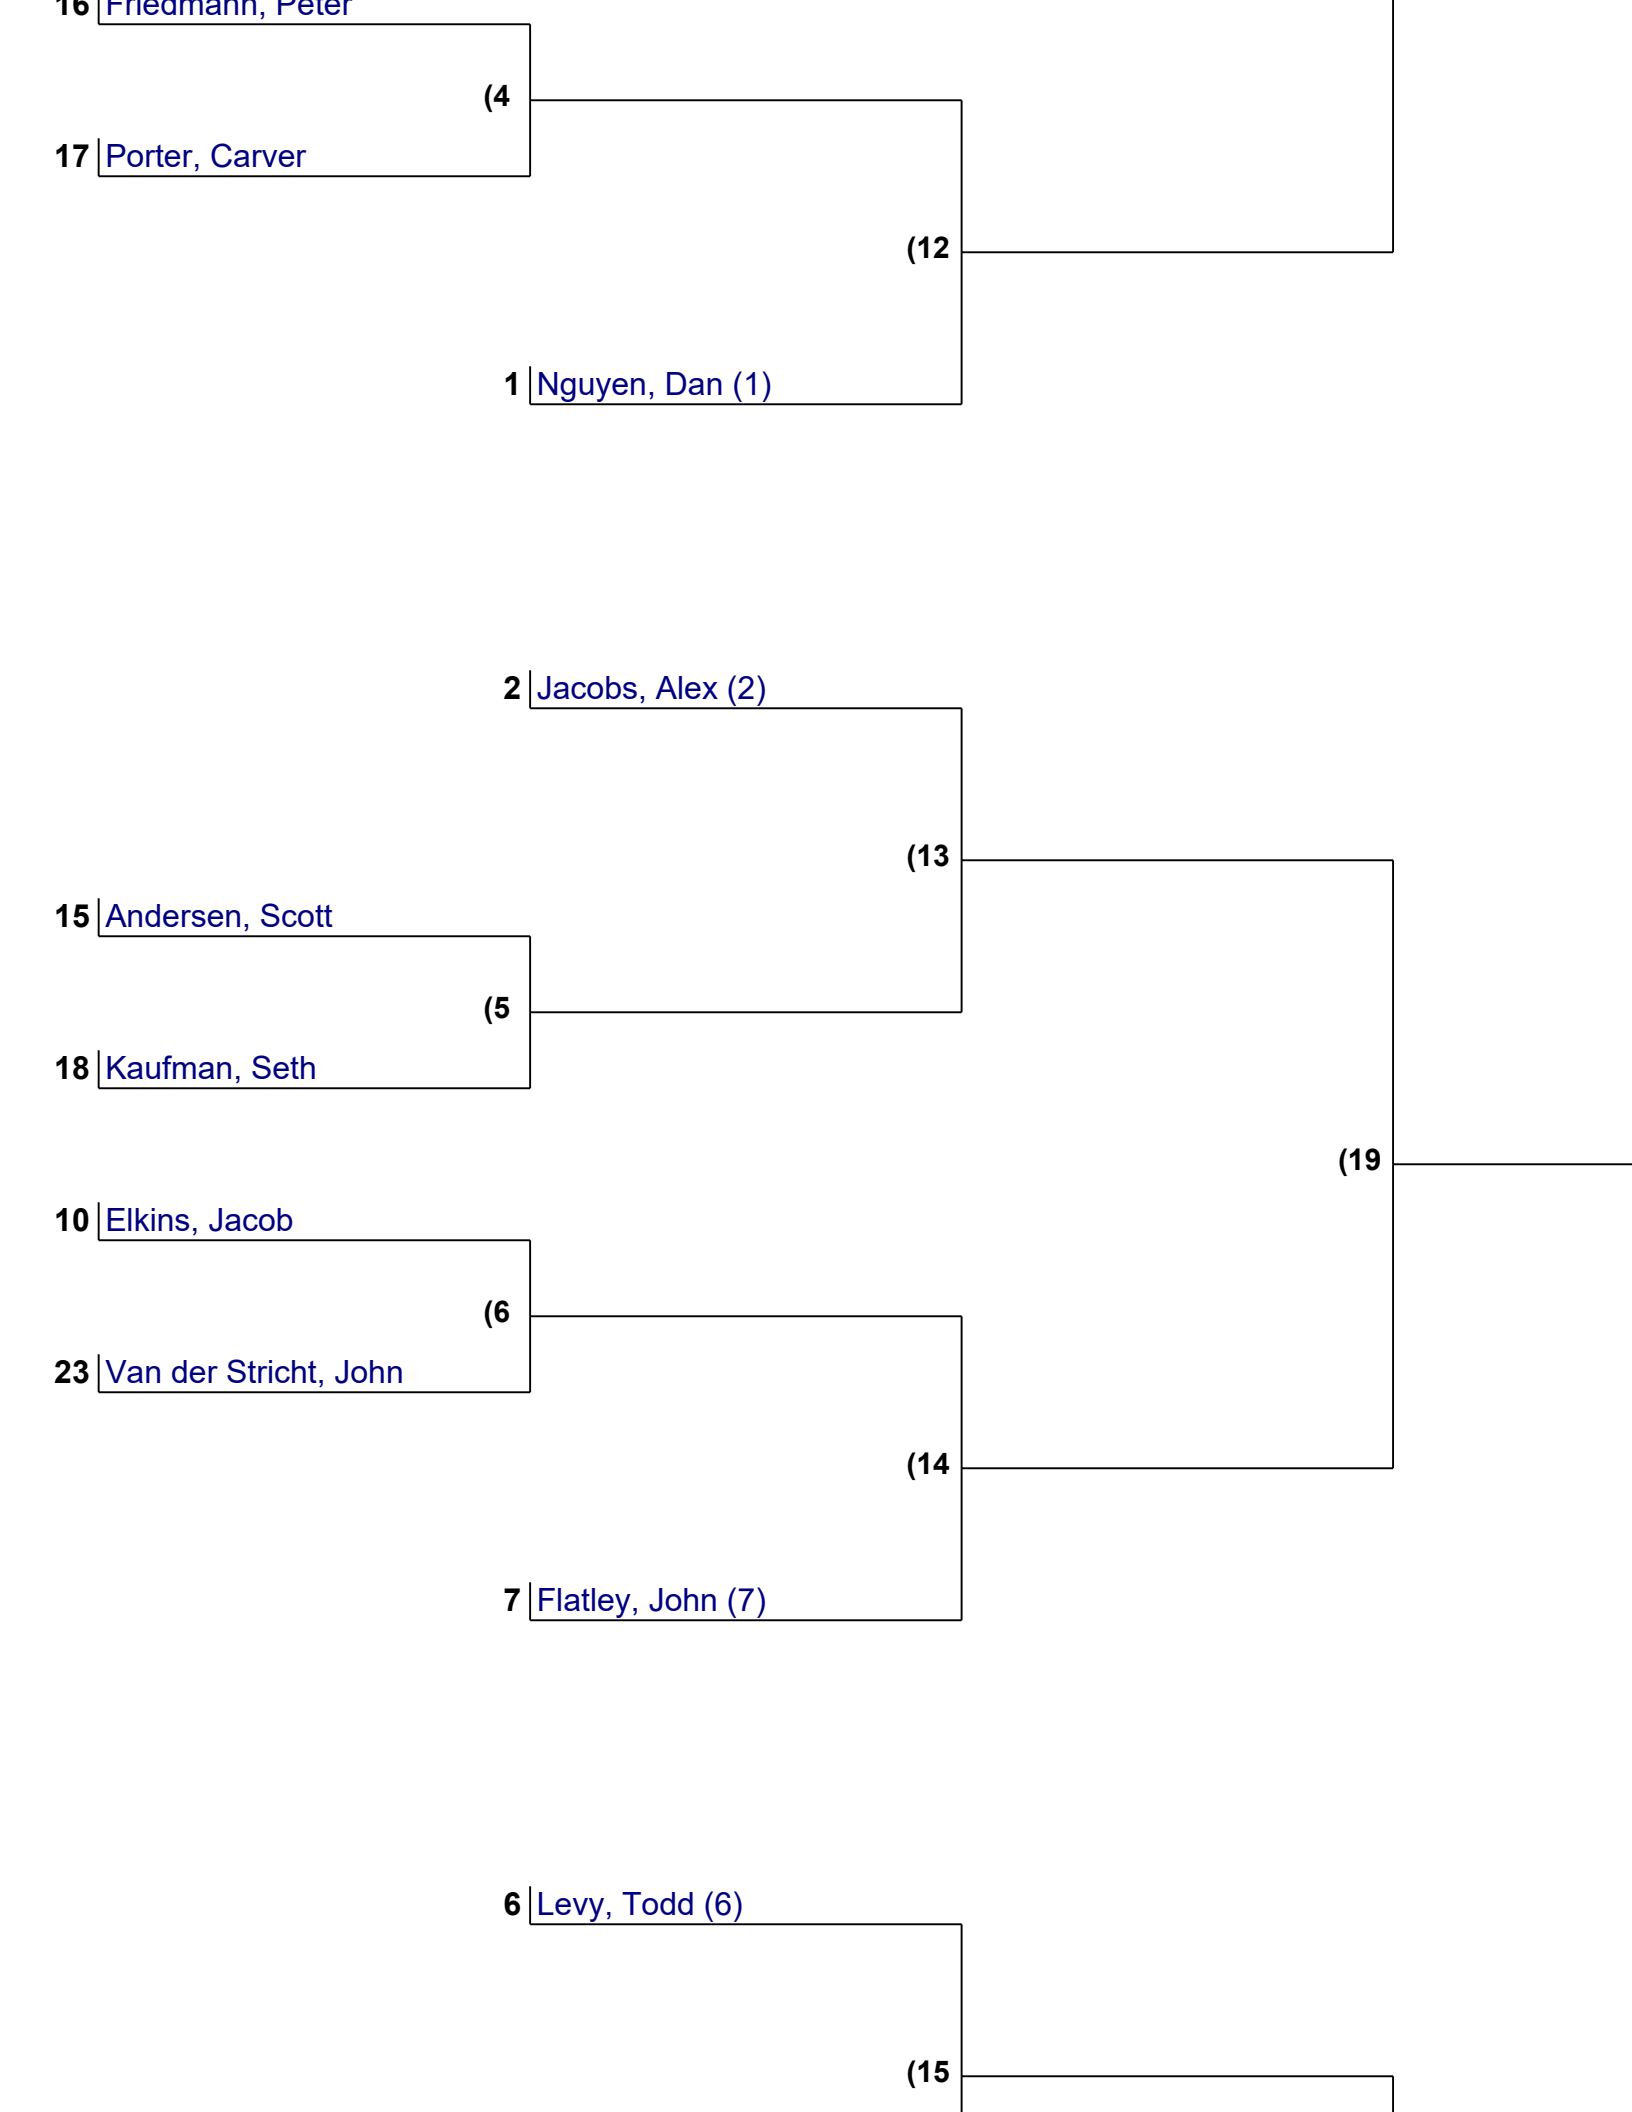 16 Friedmann, Peter
(4
17 Porter, Carver
(12
1 Nguyen, Dan (1)
2 Jacobs, Alex (2)
(13
15 Andersen, Scott
(5
18 Kaufman, Seth
(19
10 Elkins, Jacob
(6
23 Van der Stricht, John
(14
7 Flatley, John (7)
6 Levy, Todd (6)
(15